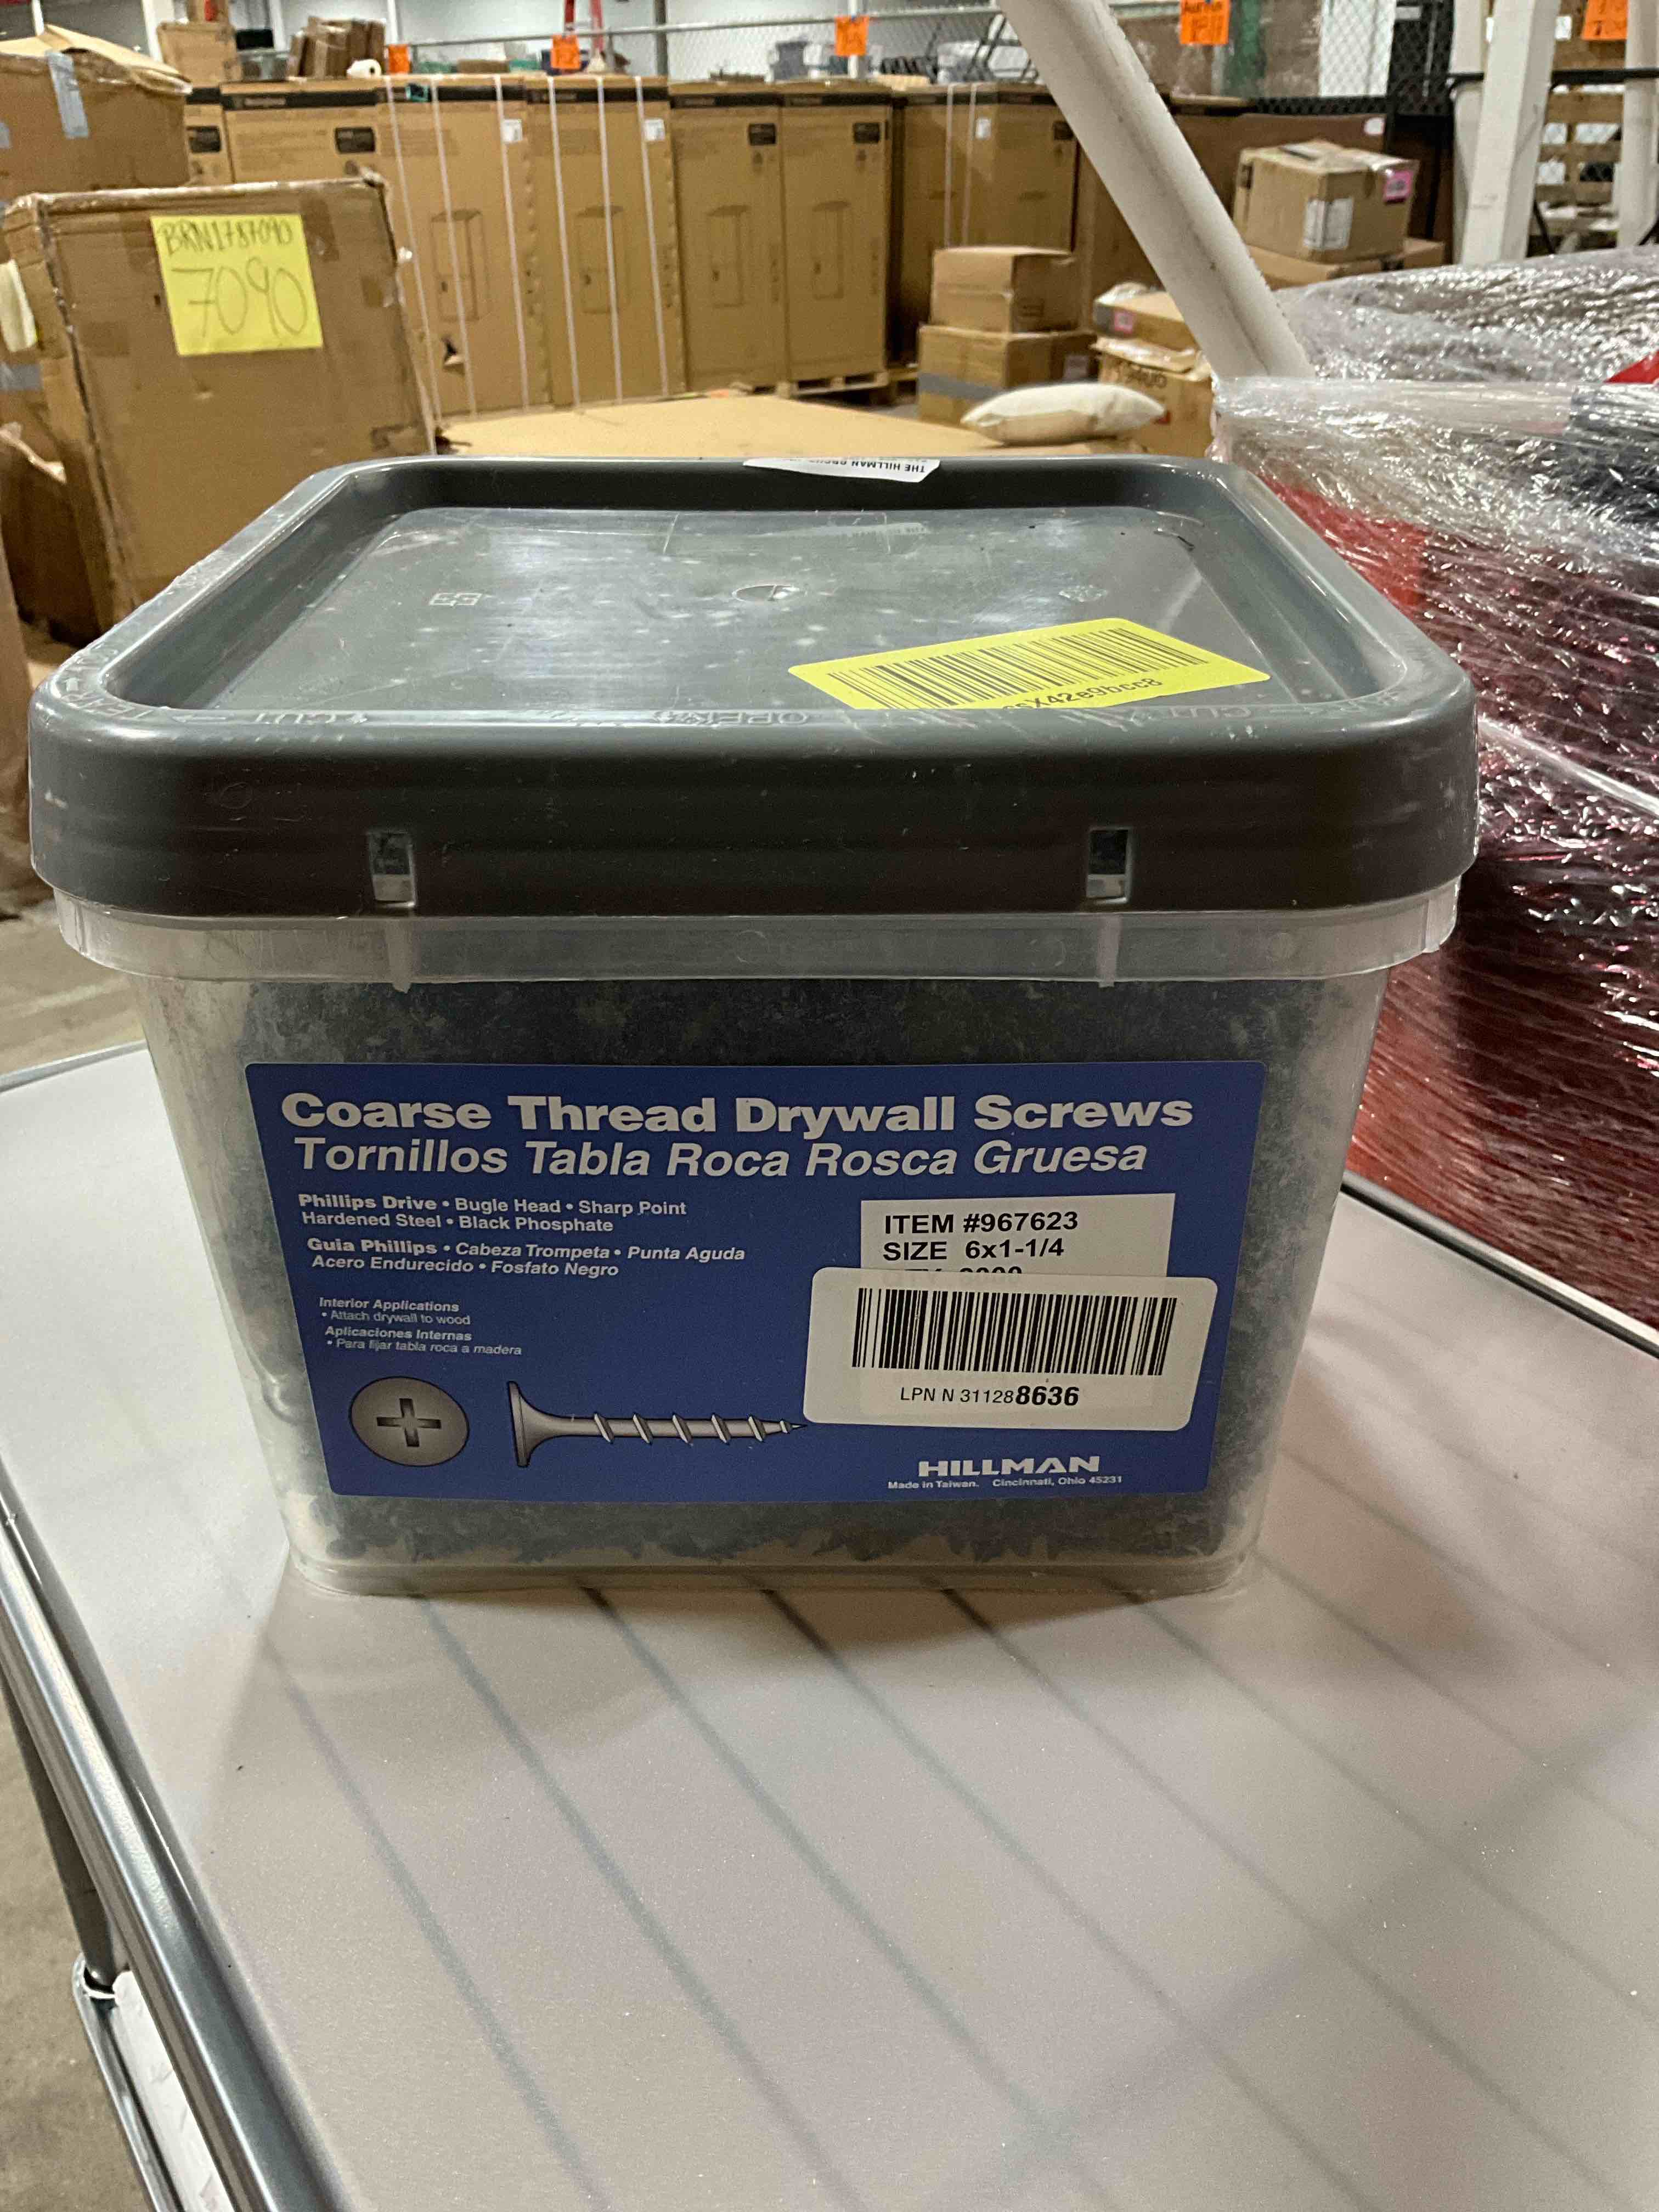 BRN1787090
7090
THE HILLMAN
OPEN
CUT
Coarse Thread Drywall Screws
Tornillos Tabla Roca Rosca Gruesa
Phillips Drive • Bugle Head • Sharp Point
Hardened Steel • Black Phosphate
Guia Phillips • Cabeza Trompeta • Punta Aguda
Acero Endurecido • Fosfato Negro
Interior Applications
• Attach drywall to wood
Aplicaciones Internas
• Para fijar tabla roca a madera
ITEM #967623
SIZE 6x1-1/4
LPN N 311288636
HILLMAN
Made in Taiwan. Cincinnati, Ohio 45231